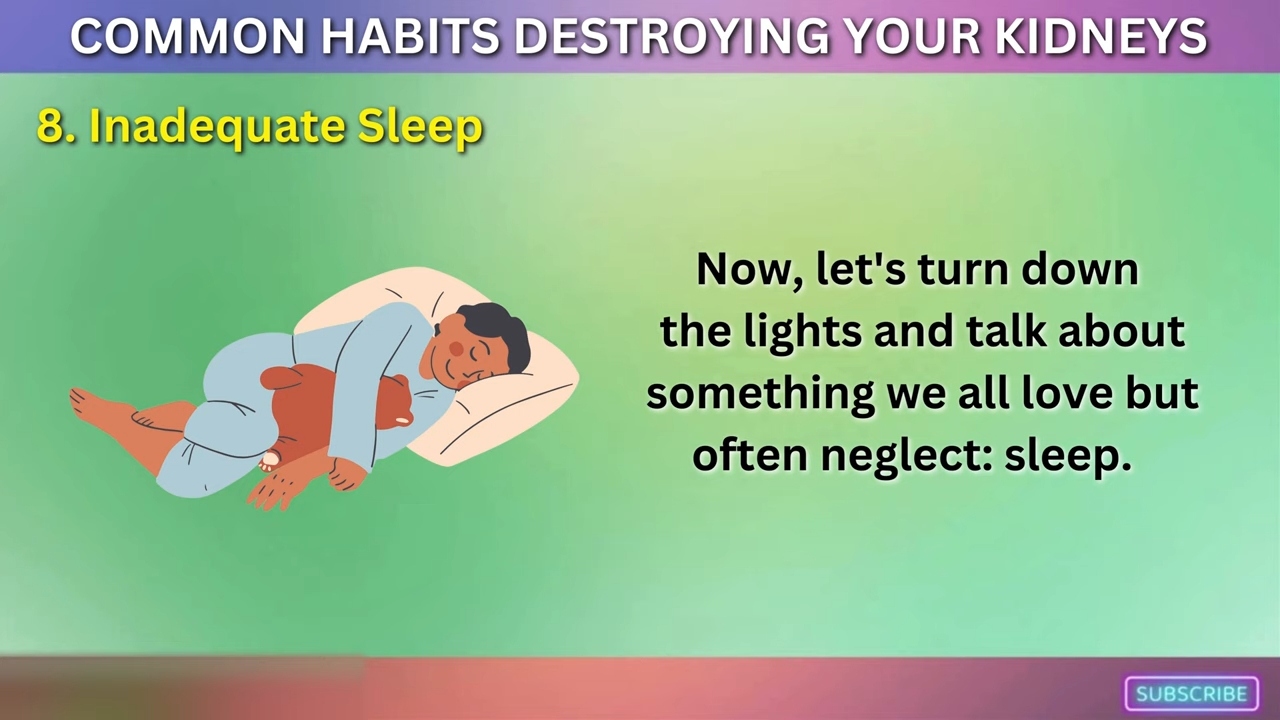 COMMON HABITS DESTROYING YOUR KIDNEYS
8. Inadequate Sleep
Now, let's turn down
the lights and talk about
something we all love but
often neglect: sleep.
SUBSCRIBE